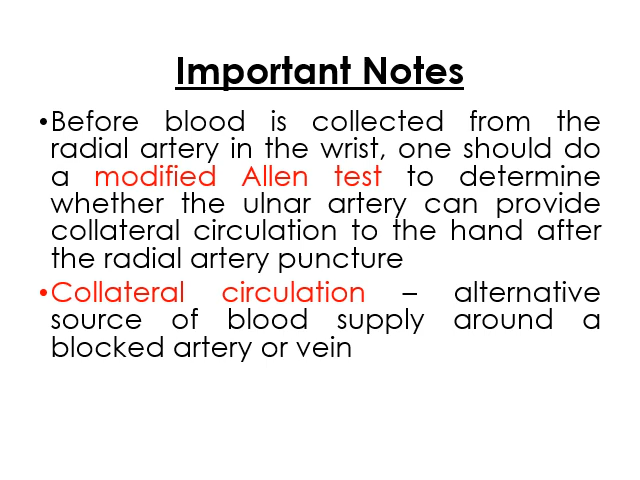 Important Notes
•Before blood is collected from the
radial artery in the wrist, one should do
a modified Allen test to determine
whether the ulnar artery can provide
collateral circulation to the hand after
the radial artery puncture
•Collateral circulation – alternative
source of blood supply around a
blocked artery or vein